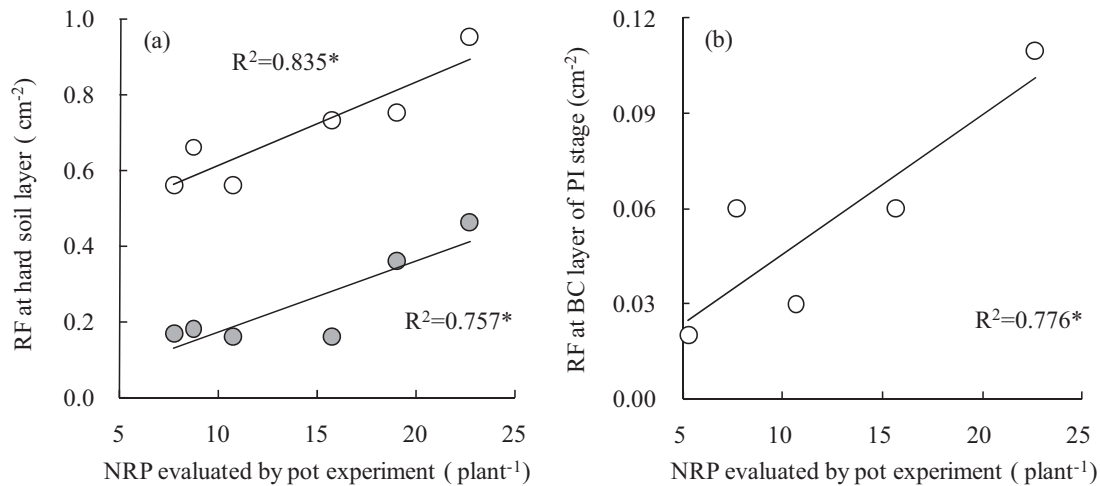 (a)
R²=0.835*
R²=0.757*
RF at hard soil layer ( cm⁻²)
1.0
0.8
0.6
0.4
0.2
0.0
5 10 15 20 25
NRP evaluated by pot experiment ( plant⁻¹)
(b)
R²=0.776*
RF at BC layer of PI stage (cm⁻²)
0.12
0.09
0.06
0.03
0.00
5 10 15 20 25
NRP evaluated by pot experiment ( plant⁻¹)